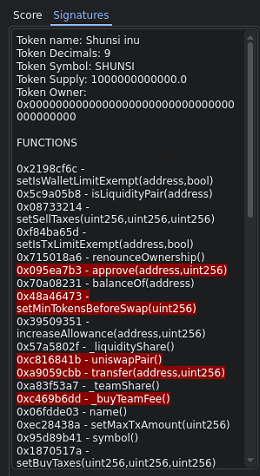 Score Signatures
Token name: Shunsi inu
Token Decimals: 9
Token Symbol: SHUNSI
Token Supply: 1000000000000.0
Token Owner:
0x00000000000000000000000000000000
00000000

FUNCTIONS

0x2198cf6c -
setIsWalletLimitExempt(address,bool)
0x5c9a05b8 - isLiquidityPair(address)
0x08733214 -
setSellTaxes(uint256,uint256,uint256)
0xf84ba65d -
setIsTxLimitExempt(address,bool)
0x715018a6 - renounceOwnership()
0x095ea7b3 - approve(address,uint256)
0x70a08231 - balanceOf(address)
0x48a46473 -
setMinTokensBeforeSwap(uint256)
0x39509351 -
increaseAllowance(address,uint256)
0x57a5802f - _liquidityShare()
0xc816841b - uniswapPair()
0xa9059cbb - transfer(address,uint256)
0xa83f53a7 - _teamShare()
0xc469b6dd - _buyTeamFee()
0x06fdde03 - name()
0xec28438a - setMaxTxAmount(uint256)
0x95d89b41 - symbol()
0x1870517a -
setBuyTaxes(uint256,uint256,uint256)